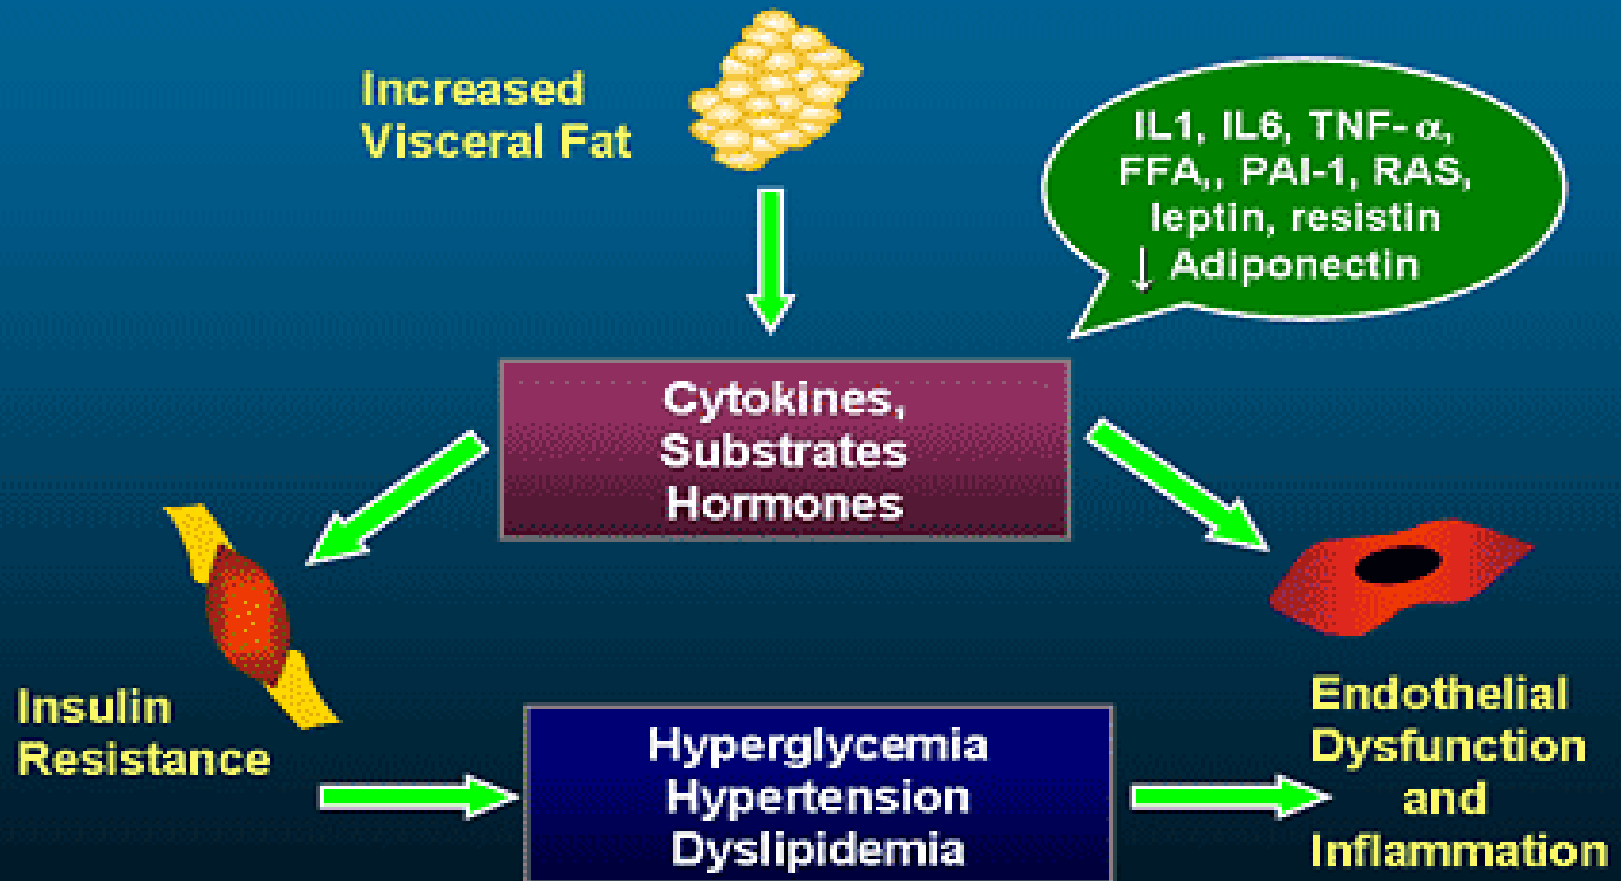 Increased
Visceral Fat
IL1, IL6, TNF- α,
FFA,, PAI-1, RAS,
leptin, resistin
↓ Adiponectin
Cytokines,
Substrates
Hormones
Insulin
Resistance
Hyperglycemia
Hypertension
Dyslipidemia
Endothelial
Dysfunction
and
Inflammation